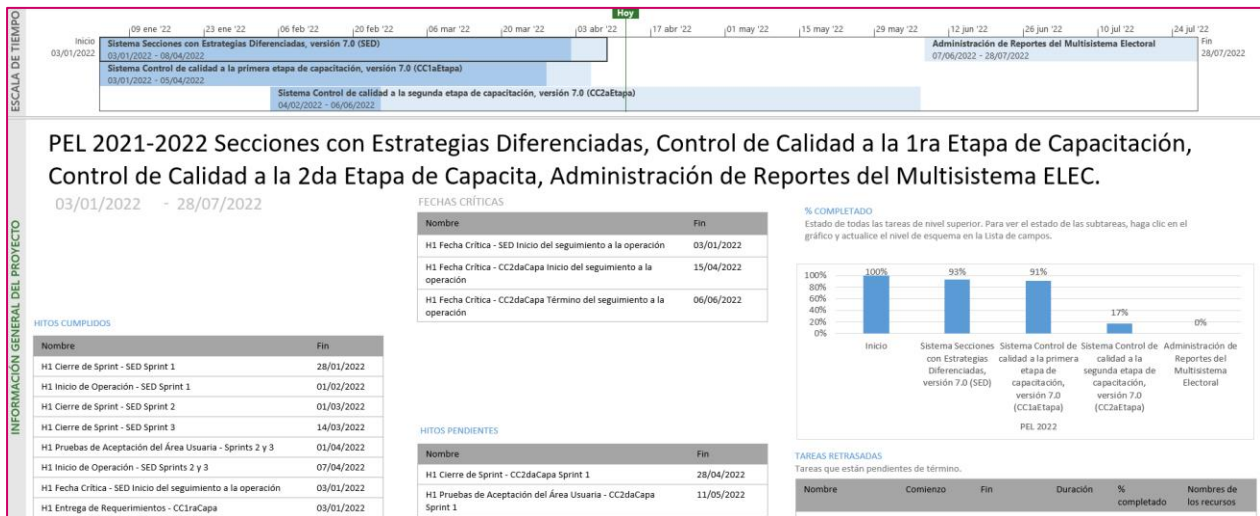 ESCALA DE TIEMPO
Hoy
09 ene '22 23 ene '22 06 feb '22 20 feb '22 06 mar '22 20 mar '22 03 abr '22 17 abr '22 01 may '22 15 may '22 29 may '22 12 jun '22 26 jun '22 10 jul '22 24 jul '22
Inicio
03/01/2022
Sistema Secciones con Estrategias Diferenciadas, versión 7.0 (SED)
03/01/2022 - 08/04/2022
Administración de Reportes del Multisistema Electoral
07/06/2022 - 28/07/2022
Fin
28/07/2022
Sistema Control de calidad a la primera etapa de capacitación, versión 7.0 (CC1aEtapa)
03/01/2022 - 05/04/2022
Sistema Control de calidad a la segunda etapa de capacitación, versión 7.0 (CC2aEtapa)
04/02/2022 - 06/06/2022
INFORMACIÓN GENERAL DEL PROYECTO
PEL 2021-2022 Secciones con Estrategias Diferenciadas, Control de Calidad a la 1ra Etapa de Capacitación,
Control de Calidad a la 2da Etapa de Capacita, Administración de Reportes del Multisistema ELEC.
03/01/2022 - 28/07/2022
HITOS CUMPLIDOS
Nombre Fin
H1 Cierre de Sprint - SED Sprint 1 28/01/2022
H1 Inicio de Operación - SED Sprint 1 01/02/2022
H1 Cierre de Sprint - SED Sprint 2 01/03/2022
H1 Cierre de Sprint - SED Sprint 3 14/03/2022
H1 Pruebas de Aceptación del Área Usuaria - Sprints 2 y 3 01/04/2022
H1 Inicio de Operación - SED Sprints 2 y 3 07/04/2022
H1 Fecha Crítica - SED Inicio del seguimiento a la operación 03/01/2022
H1 Entrega de Requerimientos - CC1raCapa 03/01/2022
FECHAS CRÍTICAS
Nombre Fin
H1 Fecha Crítica - SED Inicio del seguimiento a la operación 03/01/2022
H1 Fecha Crítica - CC2daCapa Inicio del seguimiento a la 15/04/2022
operación
H1 Fecha Crítica - CC2daCapa Término del seguimiento a la 06/06/2022
operación
HITOS PENDIENTES
Nombre Fin
H1 Cierre de Sprint - CC2daCapa Sprint 1 28/04/2022
H1 Pruebas de Aceptación del Área Usuaria - CC2daCapa 11/05/2022
Sprint 1
% COMPLETADO
Estado de todas las tareas de nivel superior. Para ver el estado de las subtareas, haga clic en el
gráfico y actualice el nivel de esquema en la Lista de campos.
100%
80%
60%
40%
20%
0%
100% 93% 91% 17% 0%
Inicio
Sistema Secciones
con Estrategias
Diferenciadas,
versión 7.0 (SED)
Sistema Control de
calidad a la primera
etapa de
capacitación,
versión 7.0
(CC1aEtapa)
Sistema Control de
calidad a la
segunda etapa de
capacitación,
versión 7.0
(CC2aEtapa)
Administración de
Reportes del
Multisistema
Electoral
PEL 2022
TAREAS RETRASADAS
Tareas que están pendientes de término.
Nombre Comienzo Fin Duración % completado Nombres de los recursos